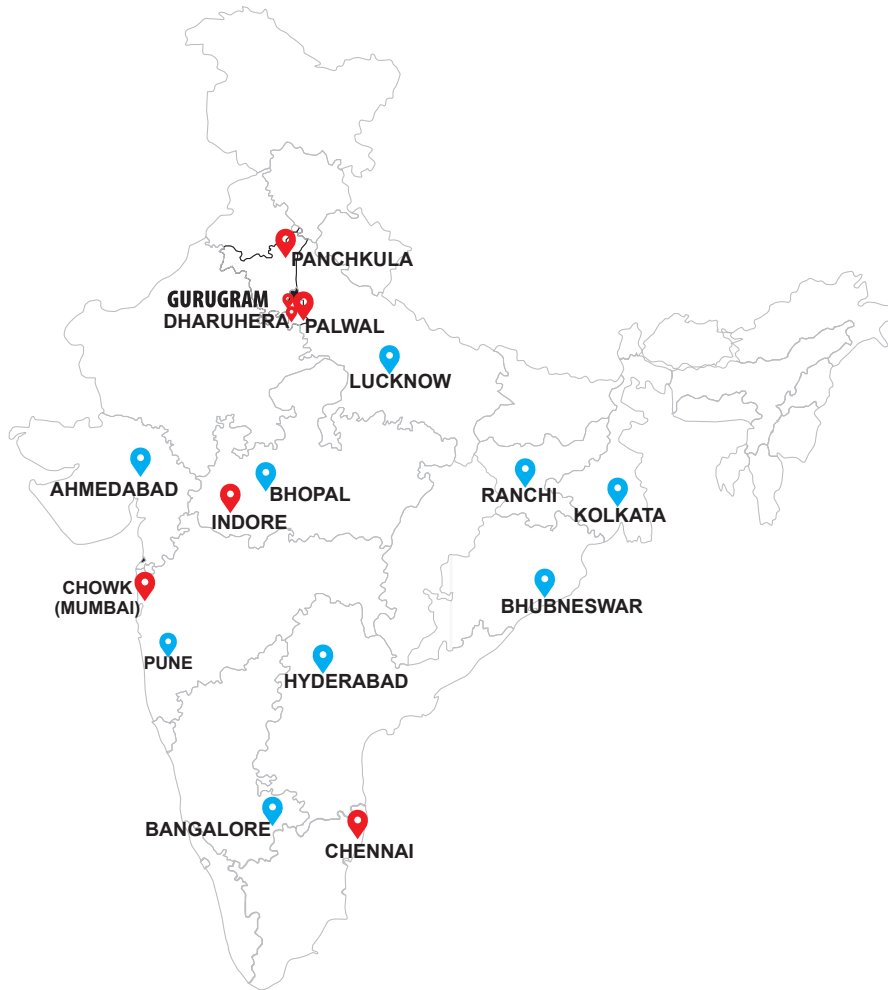 PANCHKULA
GURUGRAM
DHARUHERA
PALWAL
LUCKNOW
AHMEDABAD
BHOPAL
INDORE
RANCHI
KOLKATA
CHOWK
(MUMBAI)
BHUBNESWAR
PUNE
HYDERABAD
BANGALORE
CHENNAI